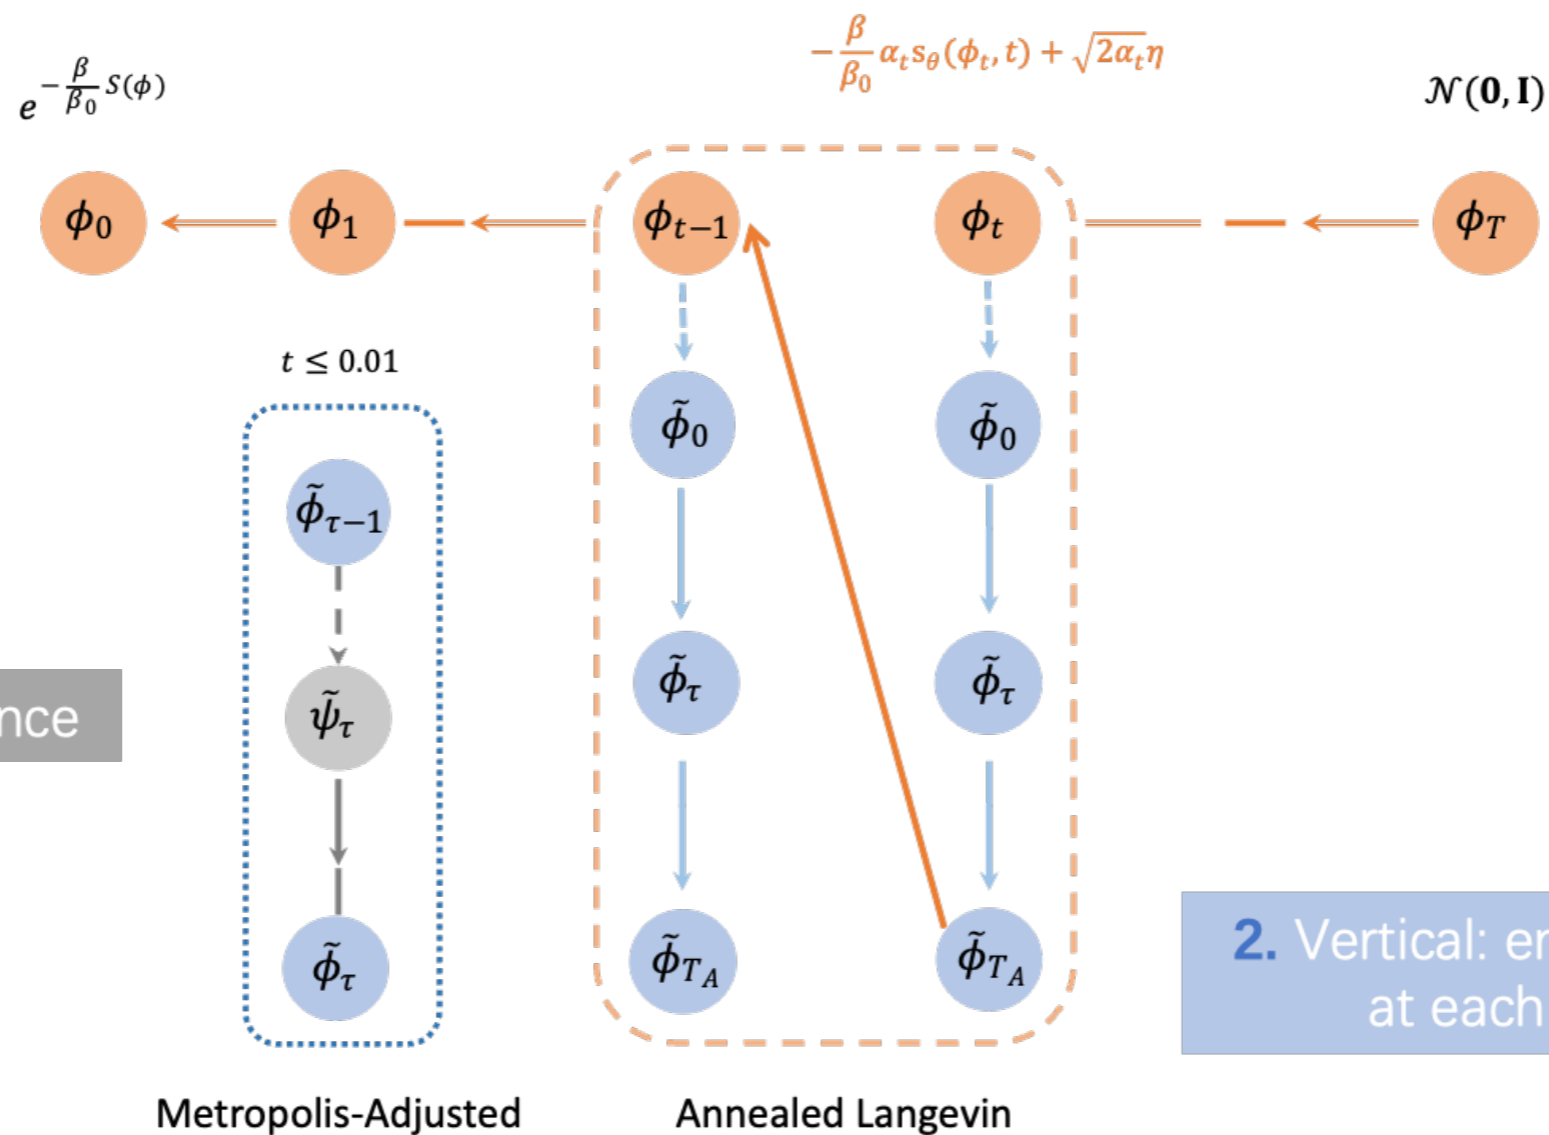 $-\frac{\beta}{\beta_0}\alpha_t s_\theta(\phi_t, t) + \sqrt{2\alpha_t}\eta$
$e^{-\frac{\beta}{\beta_0}S(\phi)}$
$\mathcal{N}(\mathbf{0}, \mathbf{I})$
$\phi_0$ $\phi_1$ $\phi_{t-1}$ $\phi_t$ $\phi_T$
$t \leq 0.01$
$\tilde{\phi}_0$ $\tilde{\phi}_0$
$\tilde{\phi}_{\tau-1}$
$\tilde{\phi}_\tau$ $\tilde{\phi}_\tau$
nce
$\tilde{\psi}_\tau$
$\tilde{\phi}_\tau$
$\tilde{\phi}_{T_A}$ $\tilde{\phi}_{T_A}$
2. Vertical: er
at each
Metropolis-Adjusted
Annealed Langevin